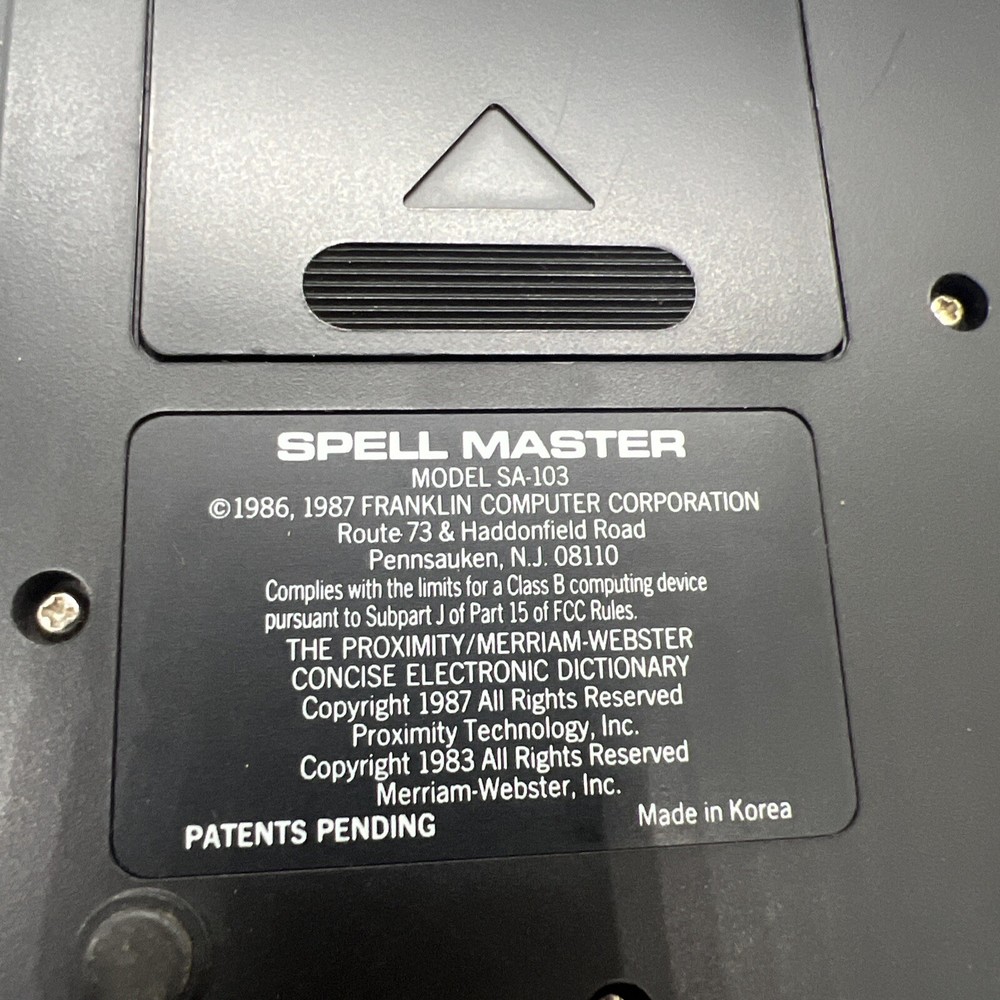 SPELL MASTER
MODEL SA-103
©1986, 1987 FRANKLIN COMPUTER CORPORATION
Route 73 & Haddonfield Road
Pennsauken, N.J. 08110
Complies with the limits for a Class B computing device
pursuant to Subpart J of Part 15 of FCC Rules.
THE PROXIMITY/MERRIAM-WEBSTER
CONCISE ELECTRONIC DICTIONARY
Copyright 1987 All Rights Reserved
Proximity Technology, Inc.
Copyright 1983 All Rights Reserved
Merriam-Webster, Inc.
PATENTS PENDING Made in Korea